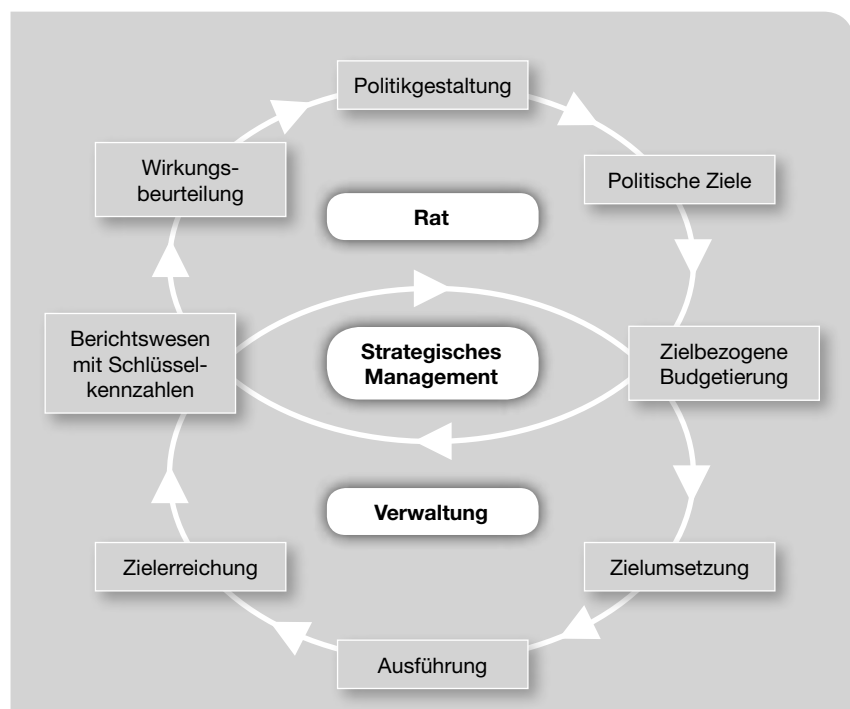 Politikgestaltung
Wirkungs-
beurteilung
Politische Ziele
Rat
Berichtswesen
mit Schlüssel-
kennzahlen
Strategisches
Management
Zielbezogene
Budgetierung
Verwaltung
Zielerreichung
Zielumsetzung
Ausführung